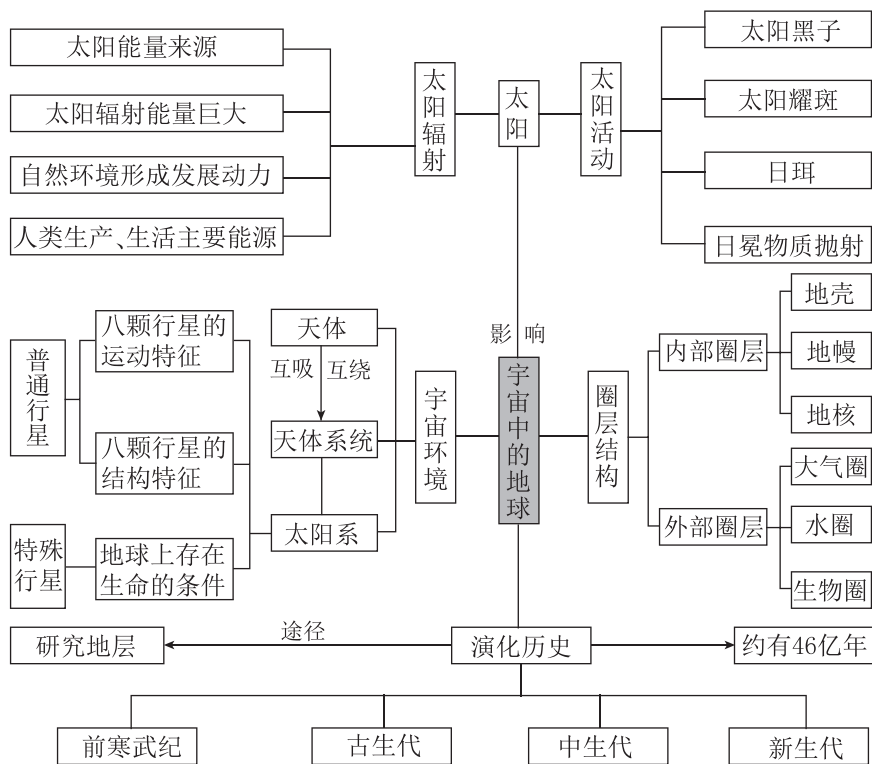 太阳能量来源
太阳辐射能量巨大
自然环境形成发展动力
人类生产、生活主要能源
太阳辐射
太阳
太阳活动
太阳黑子
太阳耀斑
日珥
日冕物质抛射
影响
普通行星
八颗行星的
运动特征
八颗行星的
结构特征
特殊
行星
地球上存在
生命的条件
天体
互吸
互绕
天体系统
太阳系
宇宙环境
宇宙中的地球
圈层结构
内部圈层
地壳
地幔
地核
外部圈层
大气圈
水圈
生物圈
研究地层
途径
演化历史
约有46亿年
前寒武纪
古生代
中生代
新生代